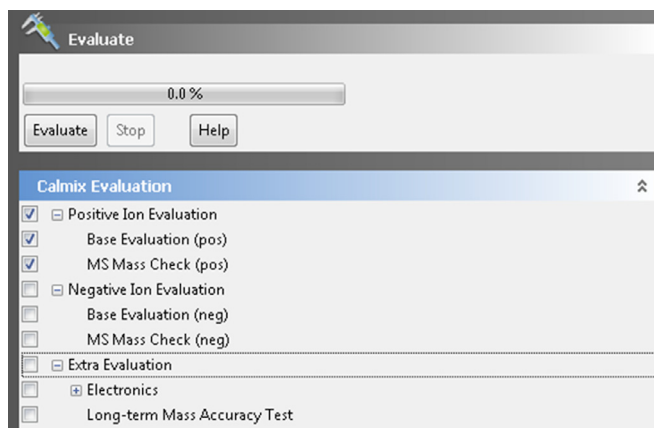 Evaluate
0.0 %
Evaluate Stop Help
Calmix Evaluation
Positive Ion Evaluation
Base Evaluation (pos)
MS Mass Check (pos)
Negative Ion Evaluation
Base Evaluation (neg)
MS Mass Check (neg)
Extra Evaluation
Electronics
Long-term Mass Accuracy Test